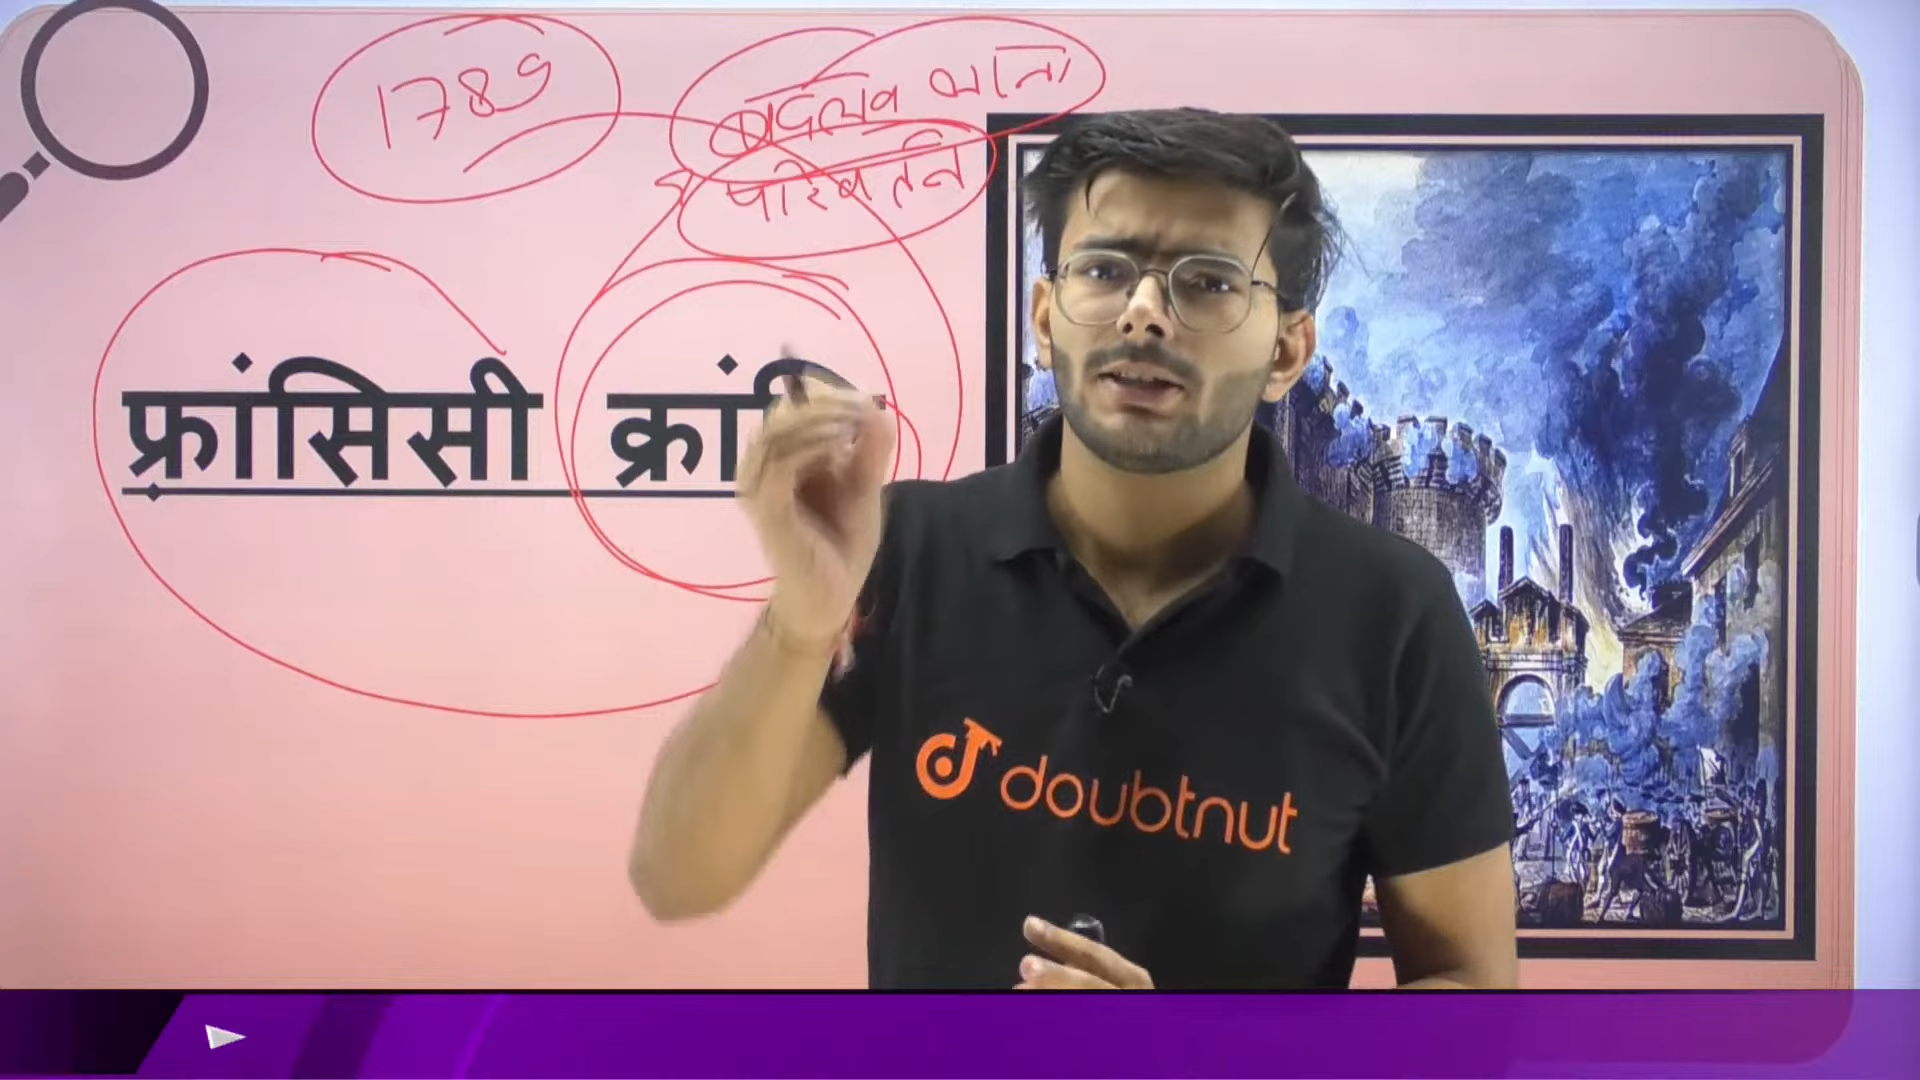 1789
बदलाव आना
परिवर्तन
फ़्रांसिसी क्रां
doubtnut